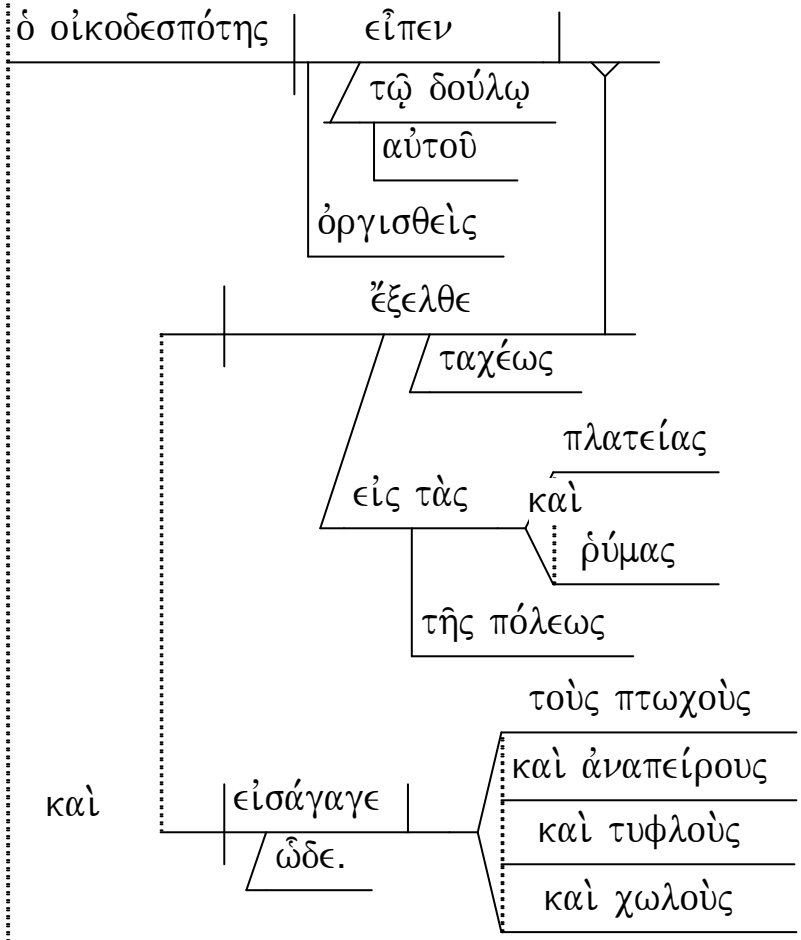 ὁ οἰκοδεσπότης εἶπεν
τῷ δούλῳ
αὐτοῦ
ὀργισθεὶς
ἔξελθε
ταχέως
πλατείας
εἰς τὰς καὶ
ῥύμας
τῆς πόλεως
τοὺς πτωχοὺς
καὶ ἀναπείρους
καὶ εἰσάγαγε
καὶ τυφλοὺς
ὧδε.
καὶ χωλοὺς